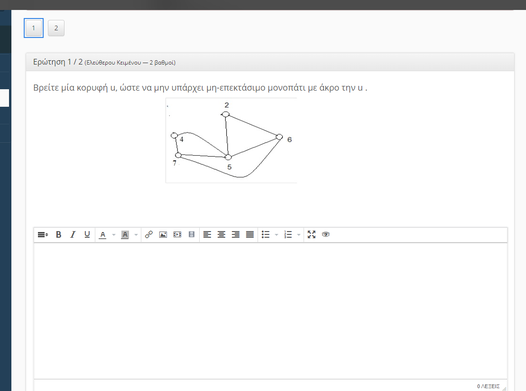 1 2
Ερώτηση 1 / 2 (Ελεύθερου Κειμένου — 2 βαθμοί)
Βρείτε μία κορυφή u, ώστε να μην υπάρχει μη-επεκτάσιμο μονοπάτι με άκρο την u .
2
4
6
7
5
B I U A A
0 ΛΕΞΕΙΣ